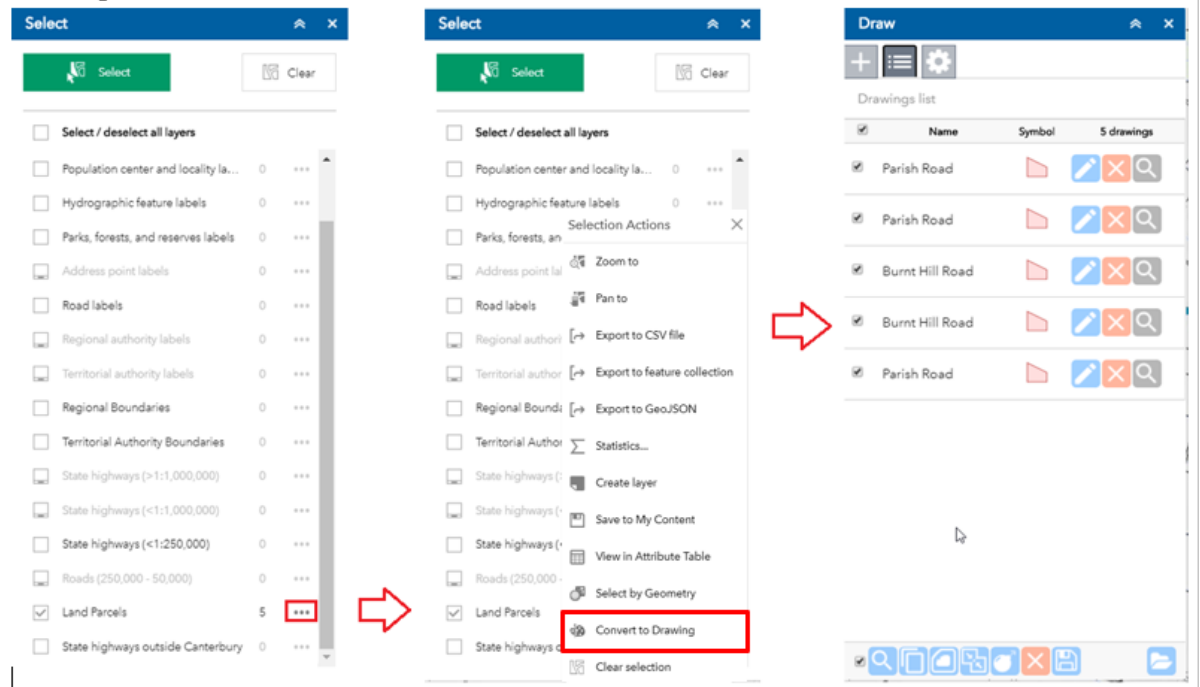 Select
Select
Clear
Select / deselect all layers
Population center and locality la... 0
Hydrographic feature labels 0
Parks, forests, and reserves labels 0
Address point labels 0
Road labels 0
Regional authority labels 0
Territorial authority labels 0
Regional Boundaries 0
Territorial Authority Boundaries 0
State highways (>1:1,000,000) 0
State highways (<1:1,000,000) 0
State highways (<1:250,000) 0
Roads (250,000 - 50,000) 0
Land Parcels 5
State highways outside Canterbury 0
Select
Select
Clear
Select / deselect all layers
Population center and locality la... 0
Hydrographic feature labels 0
Parks, forests, an
Address point la
Road labels
Regional authori
Territorial author
Regional Bounda
Territorial Author
State highways (
State highways (
State highways (
Roads (250,000 -
Land Parcels
State highways o
Selection Actions
Zoom to
Pan to
Export to CSV file
Export to feature collection
Export to GeoJSON
Statistics...
Create layer
Save to My Content
View in Attribute Table
Select by Geometry
Convert to Drawing
Clear selection
Draw
Drawings list
Name Symbol 5 drawings
Parish Road
Parish Road
Burnt Hill Road
Burnt Hill Road
Parish Road